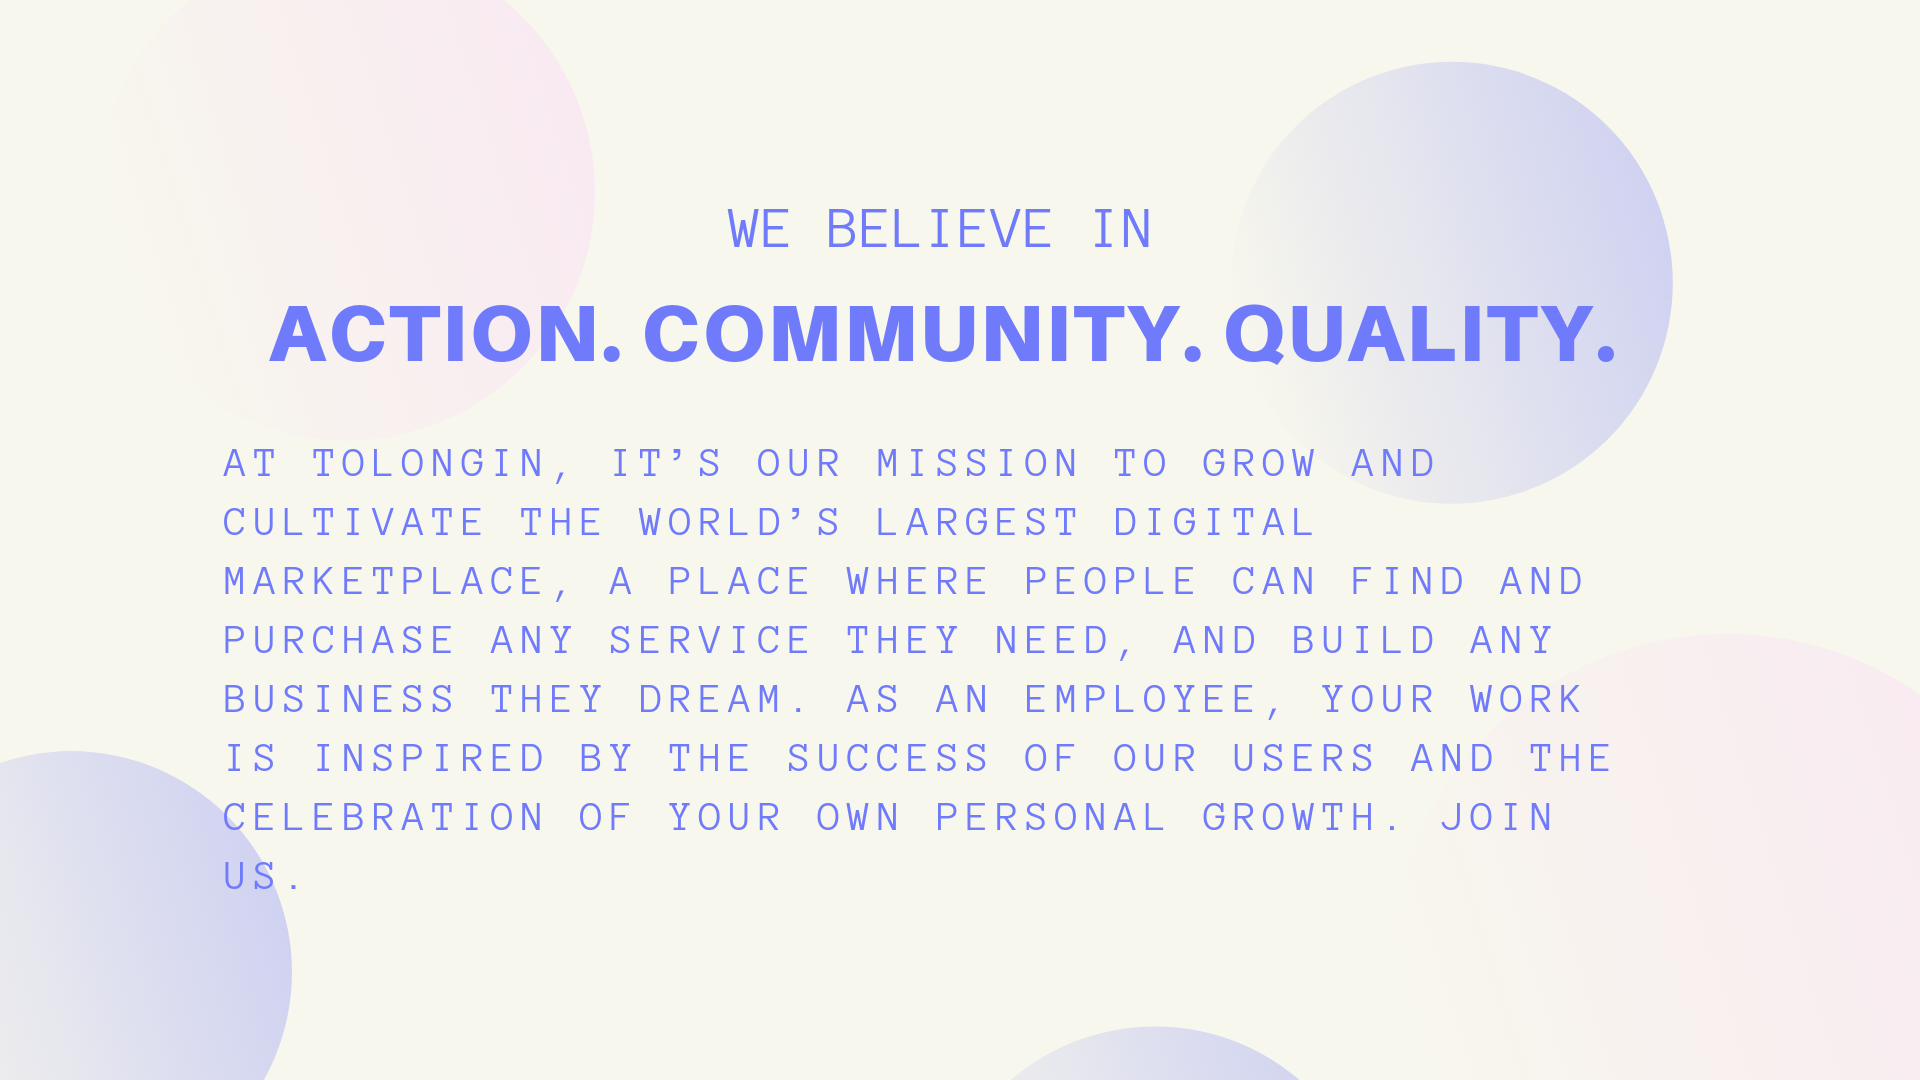 WE BELIEVE IN
ACTION. COMMUNITY. QUALITY.
AT TOLONGIN, IT’S OUR MISSION TO GROW AND
CULTIVATE THE WORLD’S LARGEST DIGITAL
MARKETPLACE, A PLACE WHERE PEOPLE CAN FIND AND
PURCHASE ANY SERVICE THEY NEED, AND BUILD ANY
BUSINESS THEY DREAM. AS AN EMPLOYEE, YOUR WORK
IS INSPIRED BY THE SUCCESS OF OUR USERS AND THE
CELEBRATION OF YOUR OWN PERSONAL GROWTH. JOIN
US.